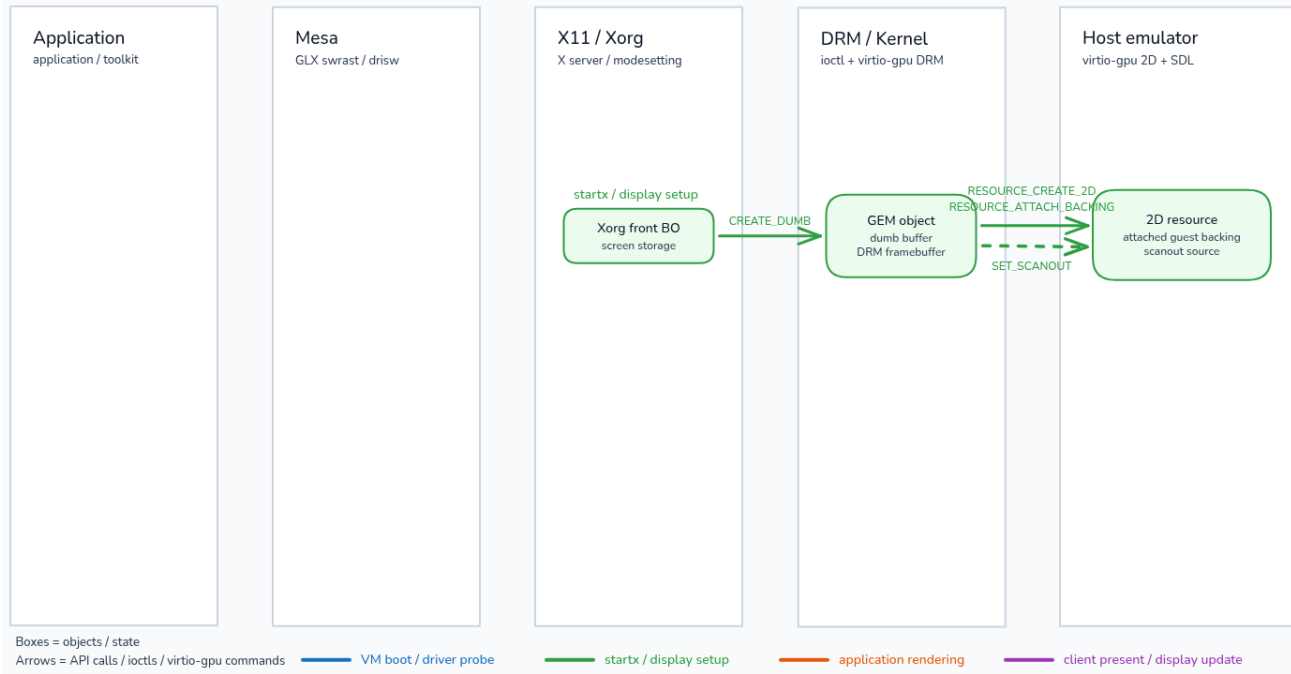 Application
application / toolkit
Mesa
GLX swrast / drisw
X11 / Xorg
X server / modesetting
DRM / Kernel
ioctl + virtio-gpu DRM
Host emulator
virtio-gpu 2D + SDL
startx / display setup
Xorg front BO
screen storage
CREATE_DUMB
GEM object
dumb buffer
DRM framebuffer
RESOURCE_CREATE_2D
RESOURCE_ATTACH_BACKING
SET_SCANOUT
2D resource
attached guest backing
scanout source
Boxes = objects / state
Arrows = API calls / ioctls / virtio-gpu commands
VM boot / driver probe
startx / display setup
application rendering
client present / display update